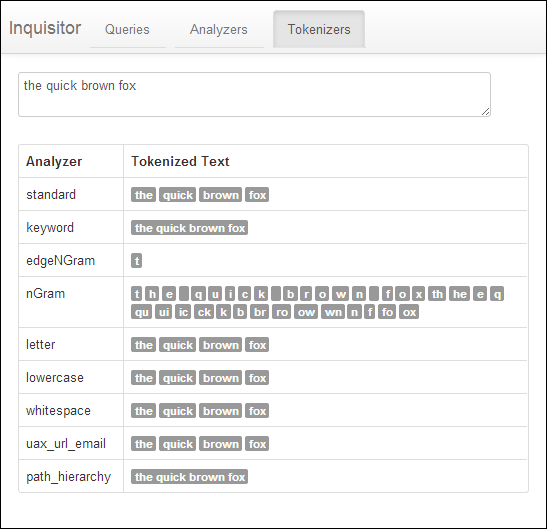 Inquisitor Queries Analyzers Tokenizers
the quick brown fox
Analyzer Tokenized Text
standard the quick brown fox
keyword the quick brown fox
edgeNGram t
nGram t h e q u i c k b r o w n f o x th he e q
qu ui ic ck k b br ro ow wn n f fo ox
letter the quick brown fox
lowercase the quick brown fox
whitespace the quick brown fox
uax_url_email the quick brown fox
path_hierarchy the quick brown fox